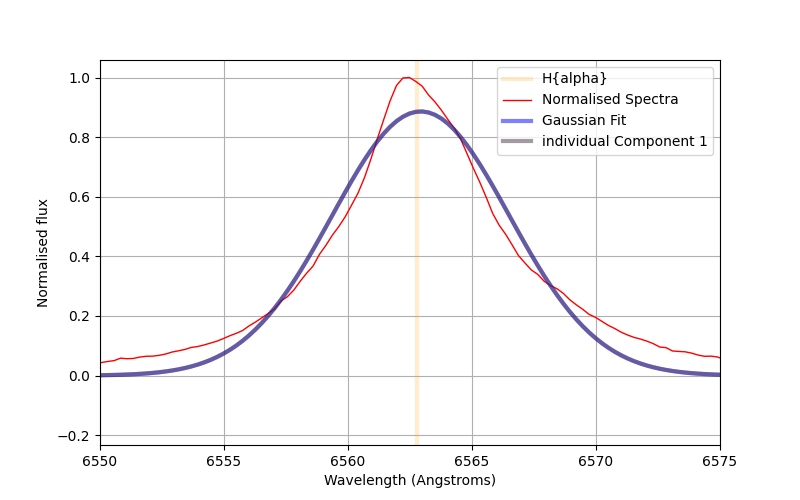 1.0
0.8
0.6
0.4
0.2
0.0
−0.2
Normalised flux
H{alpha}
Normalised Spectra
Gaussian Fit
individual Component 1
6550 6555 6560 6565 6570 6575
Wavelength (Angstroms)